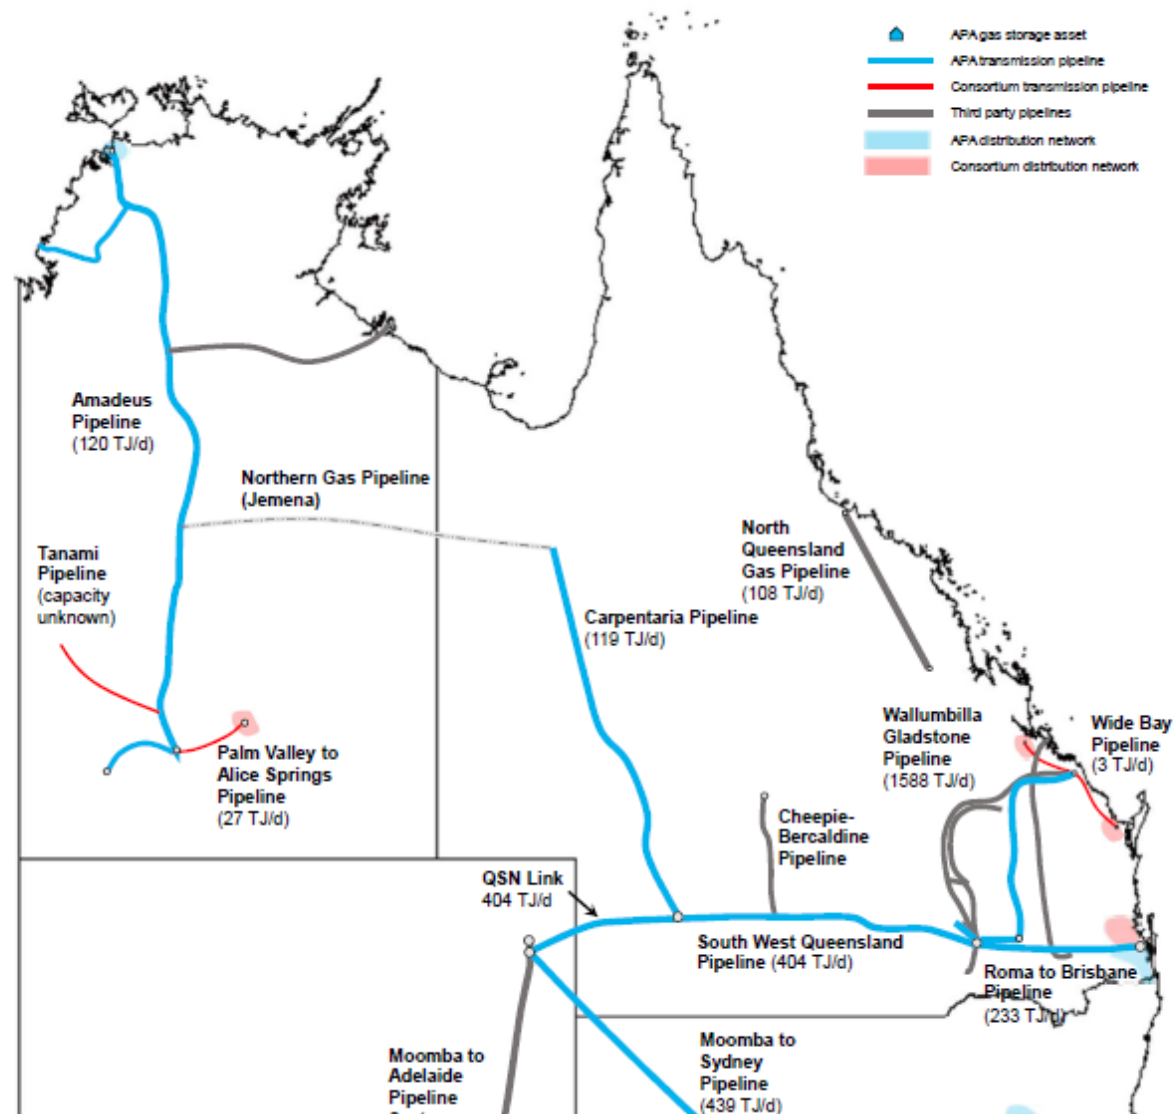 APA gas storage asset
APA transmission pipeline
Consortium transmission pipeline
Third party pipelines
APA distribution network
Consortium distribution network
Amadeus
Pipeline
(120 TJ/d)
Northern Gas Pipeline
(Jemena)
Tanami
Pipeline
(capacity
unknown)
North
Queensland
Gas Pipeline
(108 TJ/d)
Carpentaria Pipeline
(119 TJ/d)
Palm Valley to
Alice Springs
Pipeline
(27 TJ/d)
Wallumbilla
Gladstone
Pipeline
(1588 TJ/d)
Wide Bay
Pipeline
(3 TJ/d)
Cheepie-
Bercaldine
Pipeline
QSN Link
404 TJ/d
South West Queensland
Pipeline (404 TJ/d)
Roma to Brisbane
Pipeline
(233 TJ/d)
Moomba to
Adelaide
Pipeline
Moomba to
Sydney
Pipeline
(439 TJ/d)